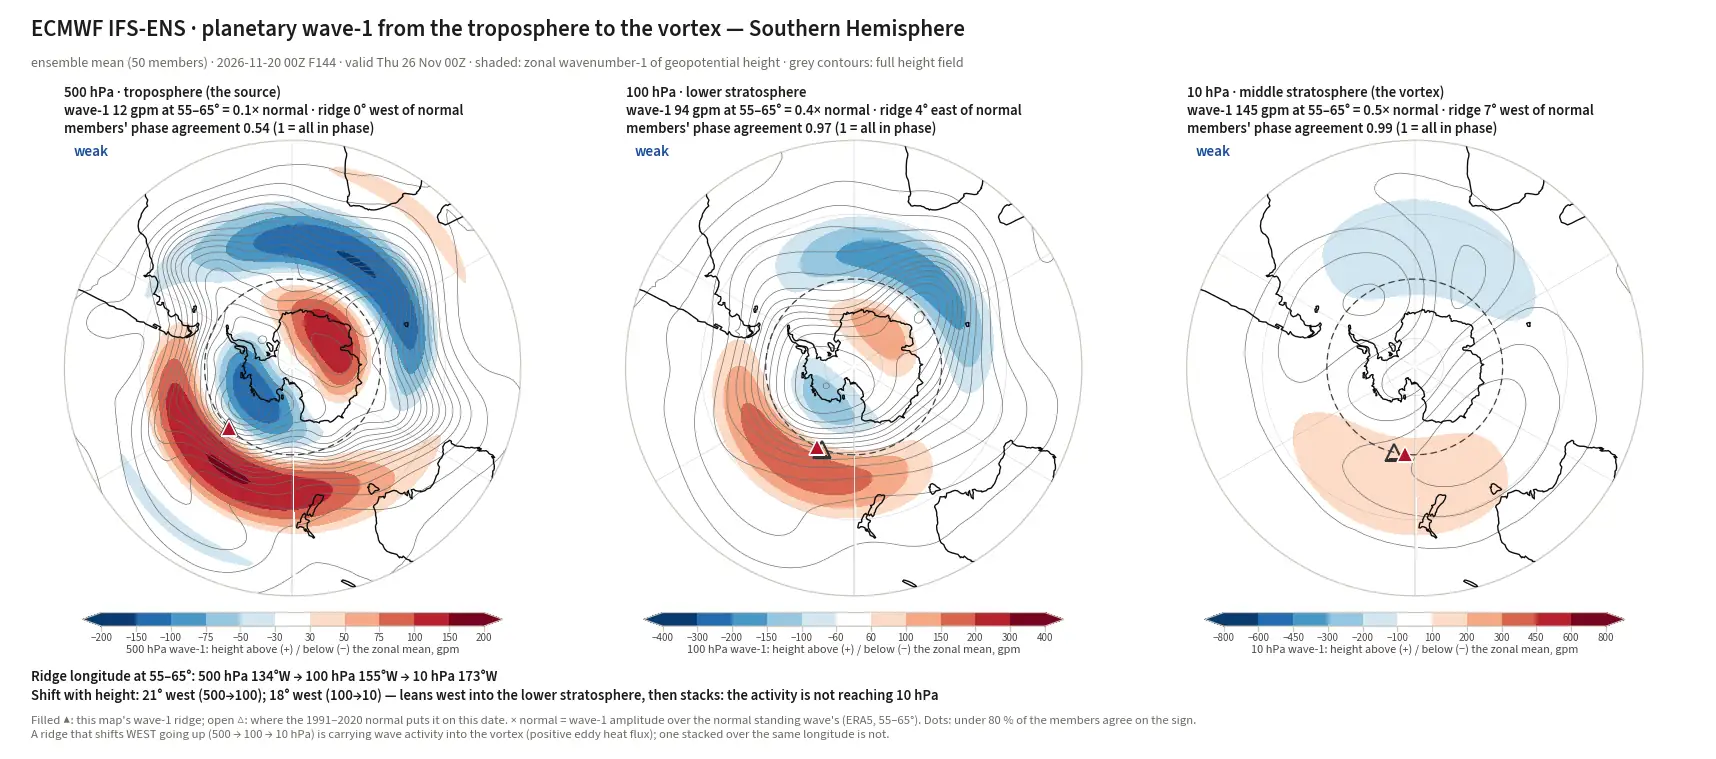 ECMWF IFS-ENS · planetary wave-1 from the troposphere to the vortex — Southern Hemisphere
ensemble mean (50 members) · 2026-11-20 00Z F144 · valid Thu 26 Nov 00Z · shaded: zonal wavenumber-1 of geopotential height · grey contours: full height field
500 hPa · troposphere (the source)
wave-1 12 gpm at 55–65° = 0.1× normal · ridge 0° west of normal
members' phase agreement 0.54 (1 = all in phase)
weak
100 hPa · lower stratosphere
wave-1 94 gpm at 55–65° = 0.4× normal · ridge 4° east of normal
members' phase agreement 0.97 (1 = all in phase)
weak
10 hPa · middle stratosphere (the vortex)
wave-1 145 gpm at 55–65° = 0.5× normal · ridge 7° west of normal
members' phase agreement 0.99 (1 = all in phase)
weak
−200 −150 −100 −75 −50 −30 30 50 75 100 150 200
500 hPa wave-1: height above (+) / below (−) the zonal mean, gpm
−400 −300 −200 −150 −100 −60 60 100 150 200 300 400
100 hPa wave-1: height above (+) / below (−) the zonal mean, gpm
−800 −600 −450 −300 −200 −100 100 200 300 450 600 800
10 hPa wave-1: height above (+) / below (−) the zonal mean, gpm
Ridge longitude at 55–65°: 500 hPa 134°W → 100 hPa 155°W → 10 hPa 173°W
Shift with height: 21° west (500→100); 18° west (100→10) — leans west into the lower stratosphere, then stacks: the activity is not reaching 10 hPa
Filled ▲: this map's wave-1 ridge; open △: where the 1991–2020 normal puts it on this date. × normal = wave-1 amplitude over the normal standing wave's (ERA5, 55–65°). Dots: under 80 % of the members agree on the sign.
A ridge that shifts WEST going up (500 → 100 → 10 hPa) is carrying wave activity into the vortex (positive eddy heat flux); one stacked over the same longitude is not.